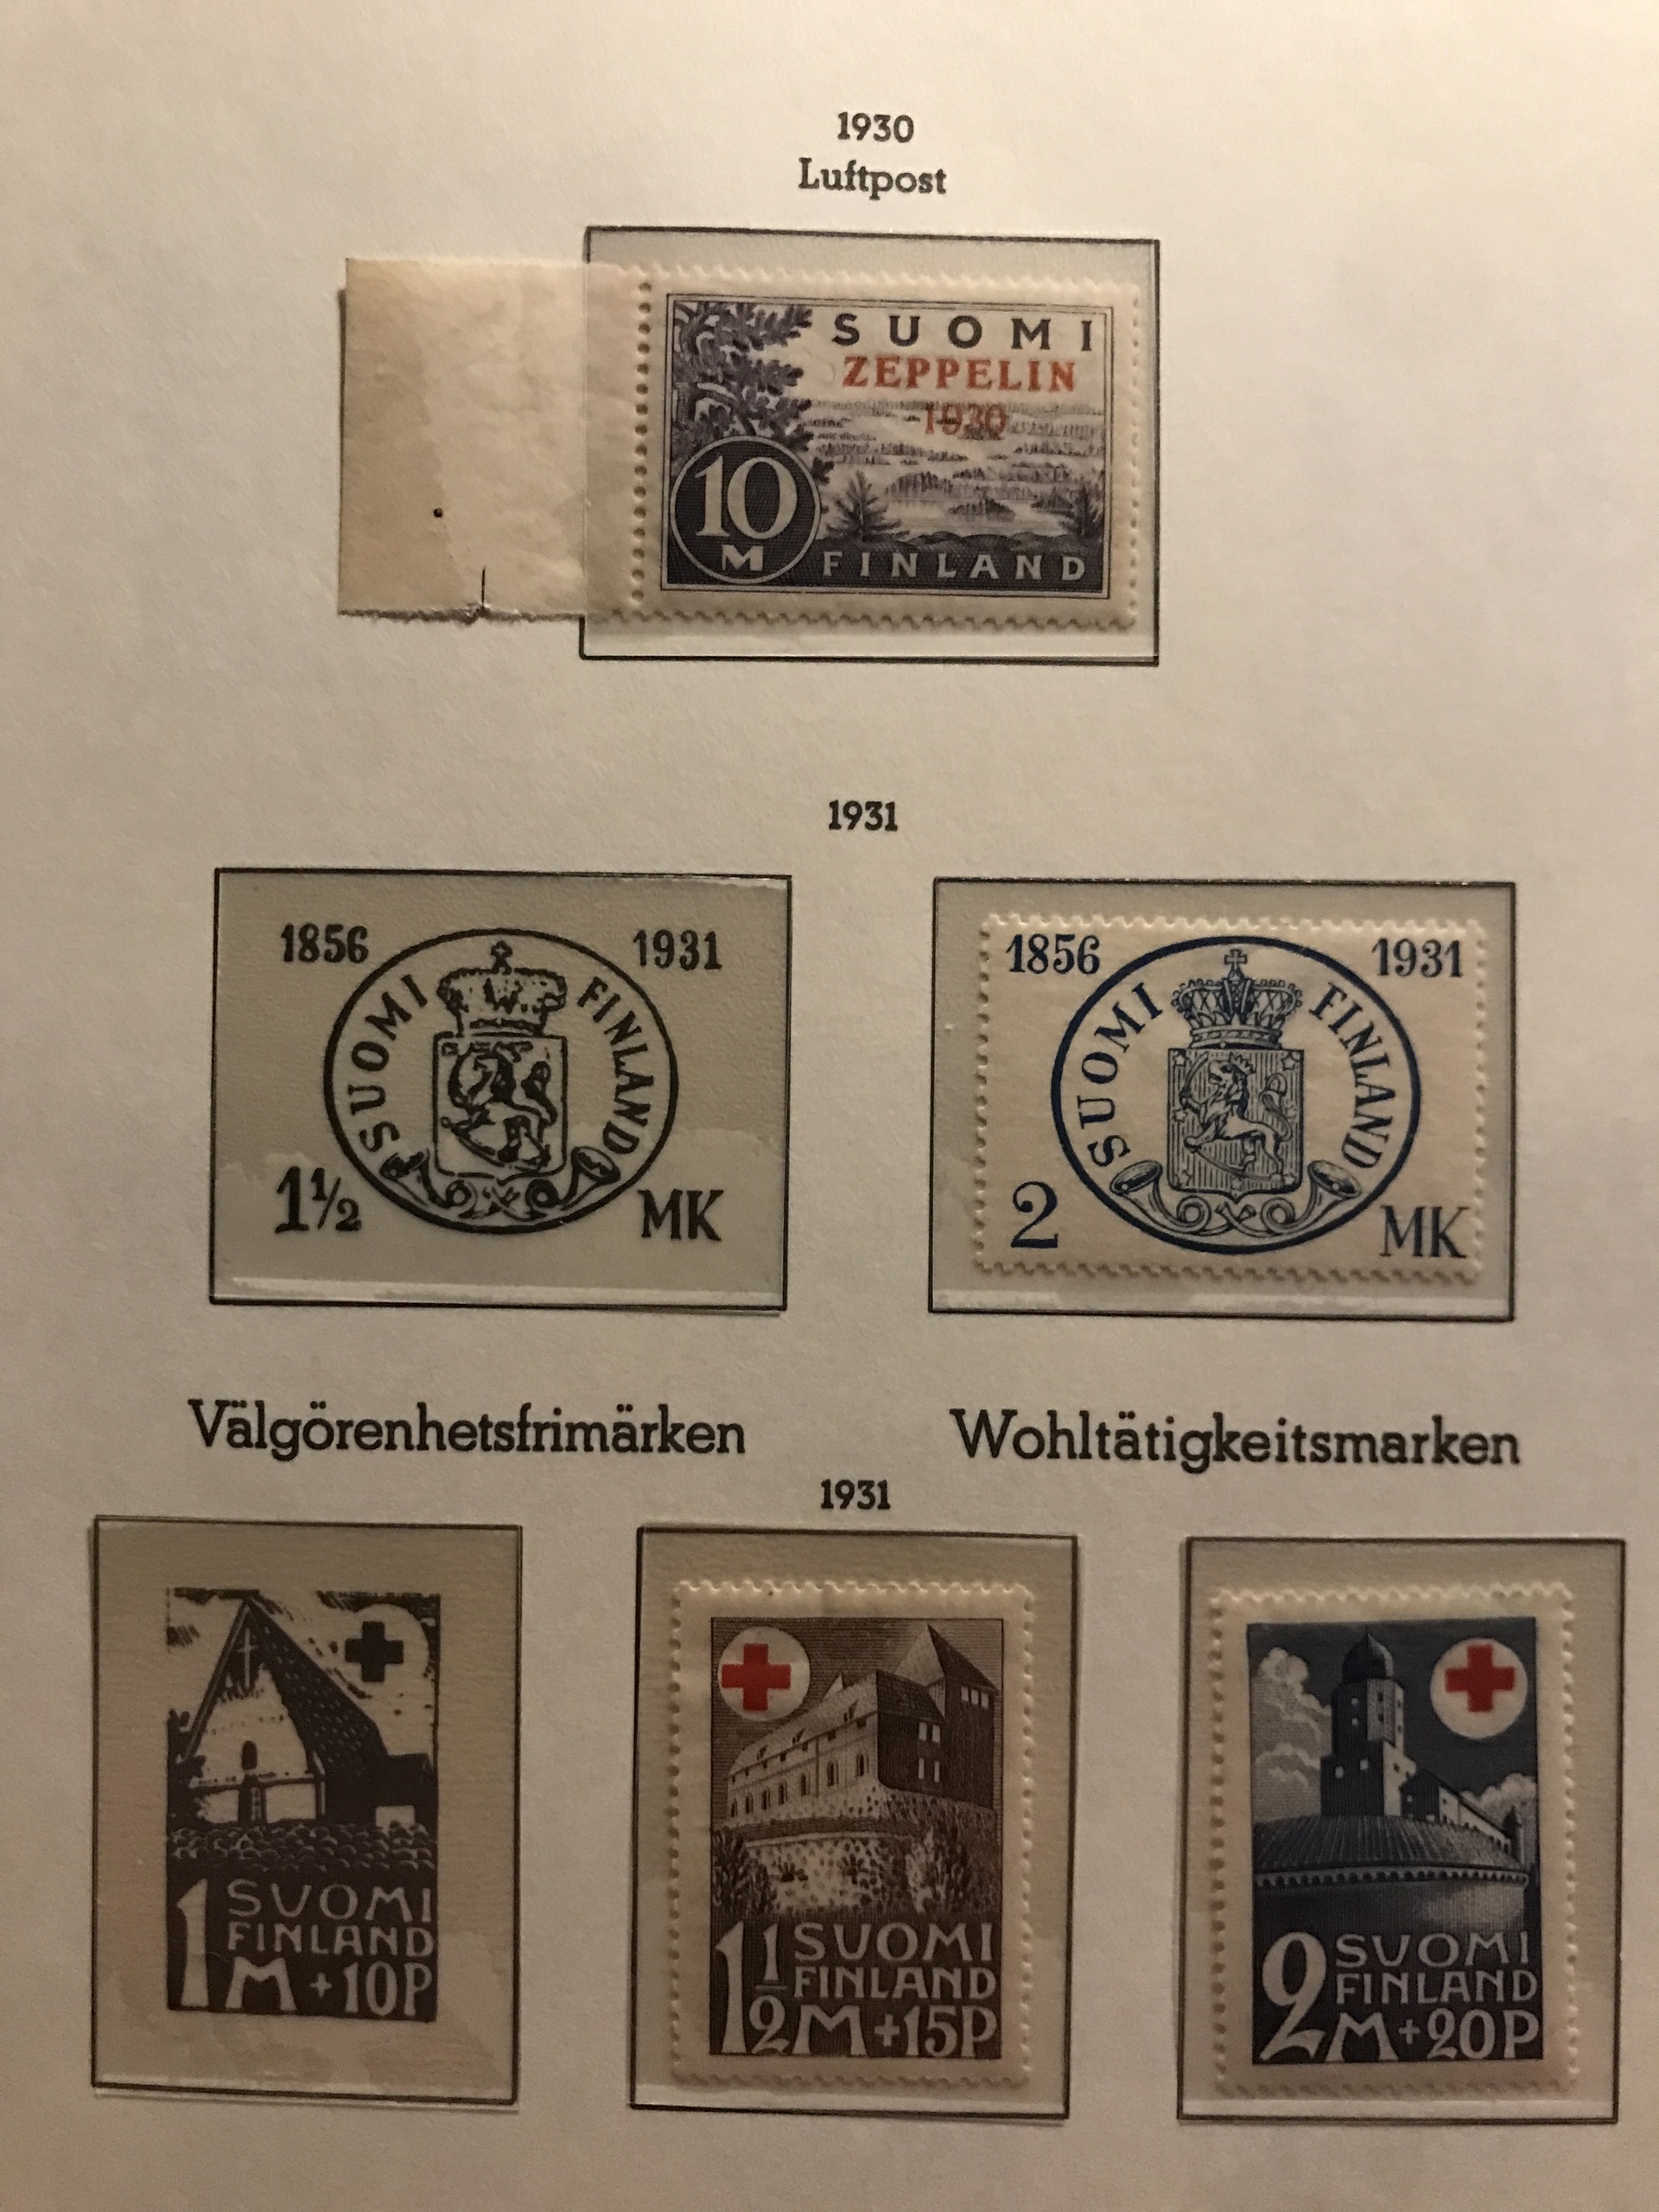 1930
Luftpost
SUOMI
ZEPPELIN
1930
10
M
FINLAND
1931
1856 1931
SUOMI FINLAND
1½ MK
1856 1931
SUOMI FINLAND
2 MK
Välgörenhetsfrimärken Wohltätigkeitsmarken
1931
1 SUOMI
FINLAND
M+10P
1½ SUOMI
FINLAND
M+15P
2 SUOMI
FINLAND
M+20P